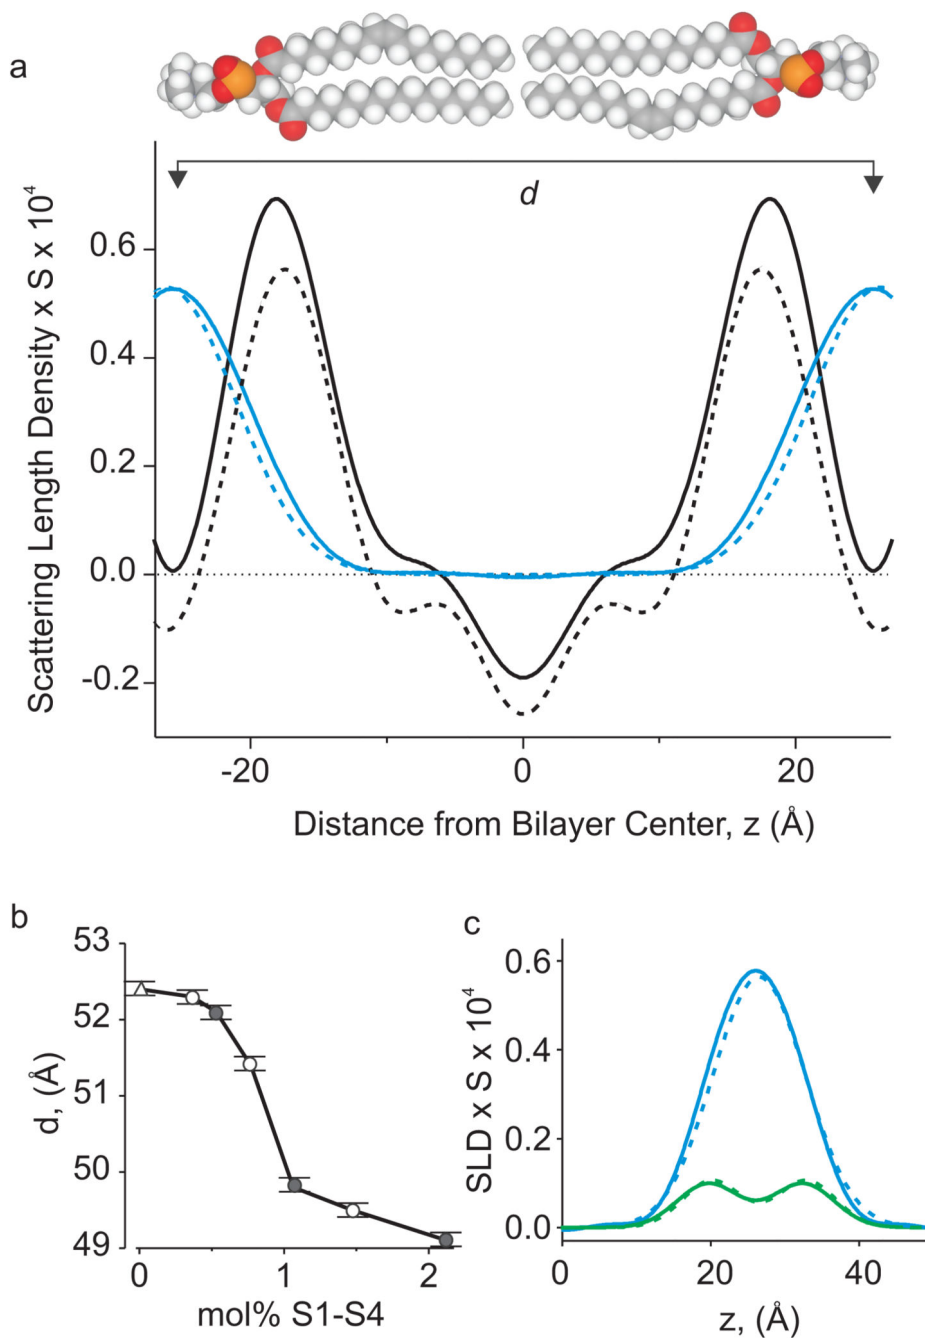 a
d
Scattering Length Density x S x 10⁴
0.6
0.4
0.2
0.0
-0.2
-20
0
20
Distance from Bilayer Center, z (Å)
b
53
52
51
50
49
d, (Å)
0
1
2
mol% S1-S4
c
SLD x S x 10⁴
0.6
0.4
0.2
0.0
0
20
40
z, (Å)